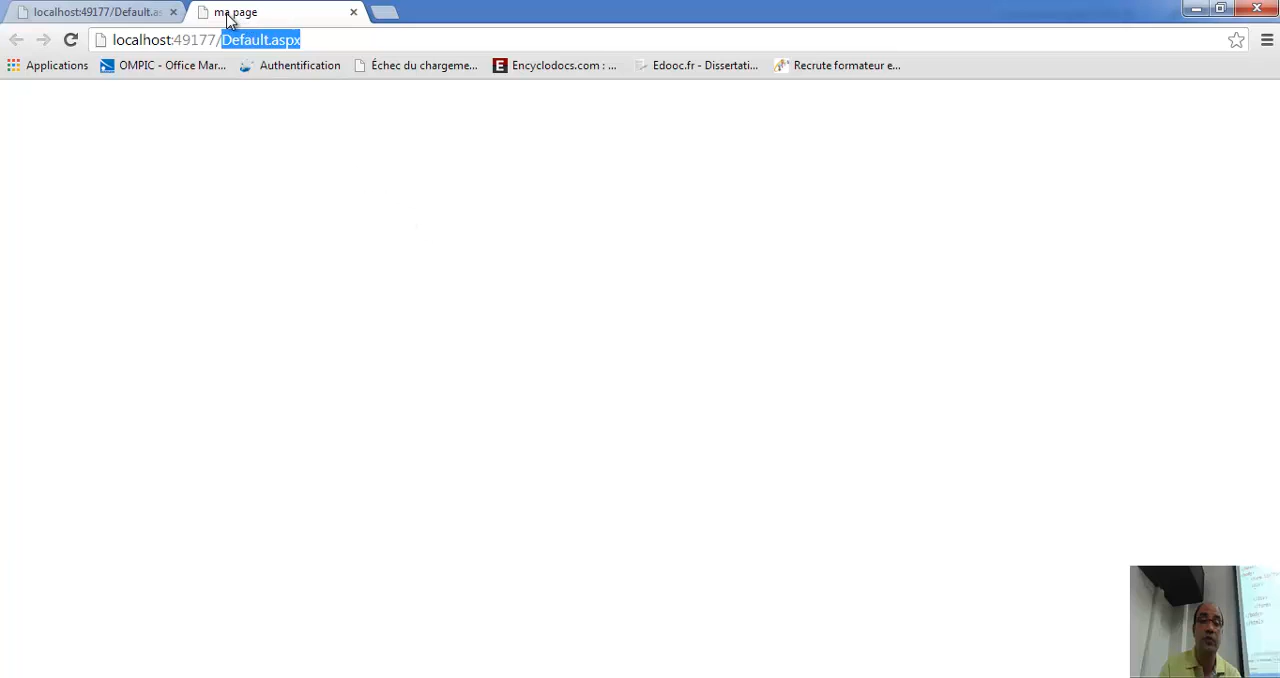 localhost:49177/Default.as
ma page
localhost:49177/Default.aspx
Applications
OMPIC - Office Mar...
Authentification
Échec du chargeme...
Encyclodocs.com : ...
Edooc.fr - Dissertati...
Recrute formateur e...